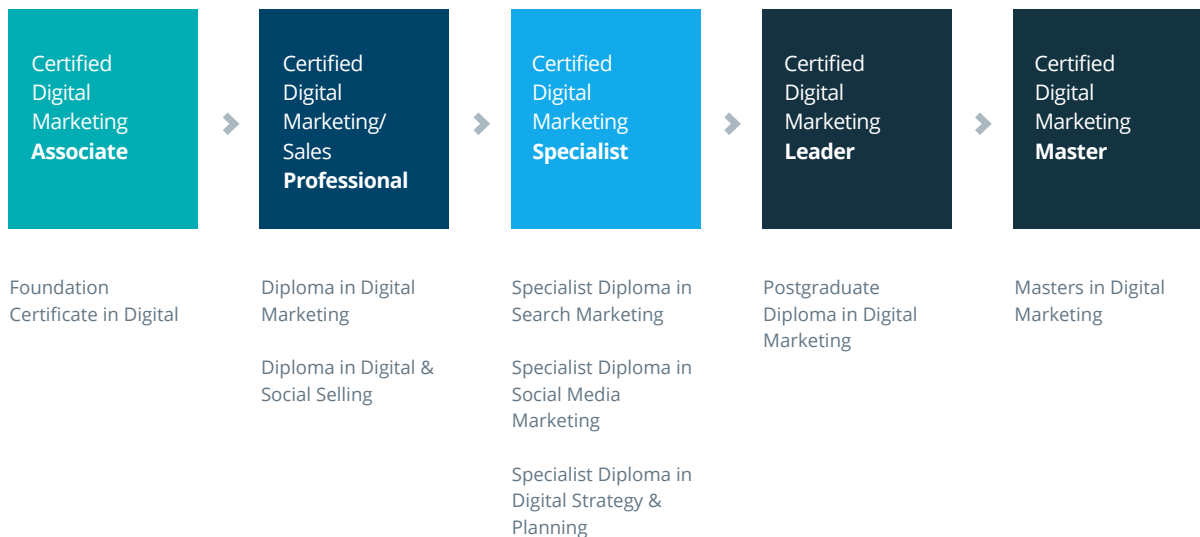 Certified
Digital
Marketing
Associate
Certified
Digital
Marketing/
Sales
Professional
Certified
Digital
Marketing
Specialist
Certified
Digital
Marketing
Leader
Certified
Digital
Marketing
Master
Foundation
Certificate in Digital
Diploma in Digital
Marketing
Diploma in Digital &
Social Selling
Specialist Diploma in
Search Marketing
Specialist Diploma in
Social Media
Marketing
Specialist Diploma in
Digital Strategy &
Planning
Postgraduate
Diploma in Digital
Marketing
Masters in Digital
Marketing